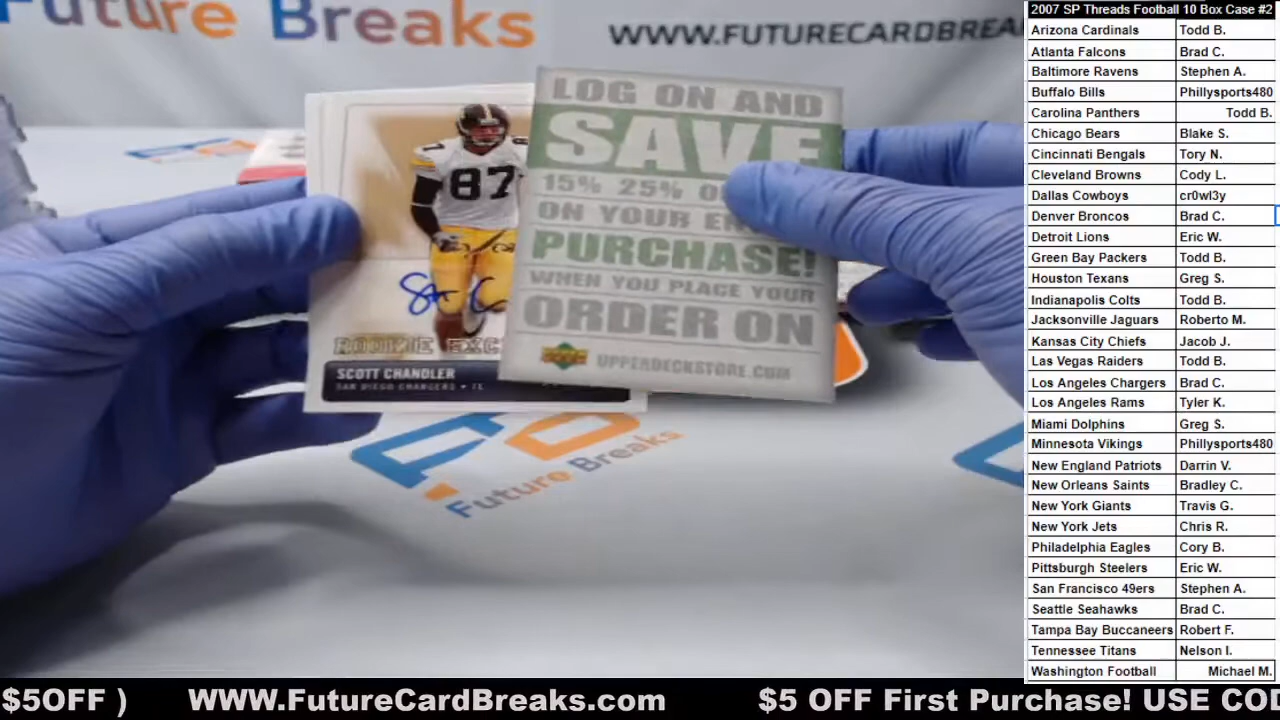 Future Breaks
WWW.FUTURECARDBREA
LOG ON AND
SAVE
15% 25%
ON YOUR
PURCHASE!
WHEN YOU PLACE YOUR
ORDER ON
UPPERDECKSTORE.COM
87
ROOKIE EXC
SCOTT CHANDLER
SAN DIEGO CHARGERS • TE
Future Breaks
2007 SP Threads Football 10 Box Case #2
Arizona Cardinals Todd B.
Atlanta Falcons Brad C.
Baltimore Ravens Stephen A.
Buffalo Bills Phillysports480
Carolina Panthers Todd B.
Chicago Bears Blake S.
Cincinnati Bengals Tory N.
Cleveland Browns Cody L.
Dallas Cowboys cr0wl3y
Denver Broncos Brad C.
Detroit Lions Eric W.
Green Bay Packers Todd B.
Houston Texans Greg S.
Indianapolis Colts Todd B.
Jacksonville Jaguars Roberto M.
Kansas City Chiefs Jacob J.
Las Vegas Raiders Todd B.
Los Angeles Chargers Brad C.
Los Angeles Rams Tyler K.
Miami Dolphins Greg S.
Minnesota Vikings Phillysports480
New England Patriots Darrin V.
New Orleans Saints Bradley C.
New York Giants Travis G.
New York Jets Chris R.
Philadelphia Eagles Cory B.
Pittsburgh Steelers Eric W.
San Francisco 49ers Stephen A.
Seattle Seahawks Brad C.
Tampa Bay Buccaneers Robert F.
Tennessee Titans Nelson I.
Washington Football Michael M.
$5OFF ) WWW.FutureCardBreaks.com $5 OFF First Purchase! USE COD